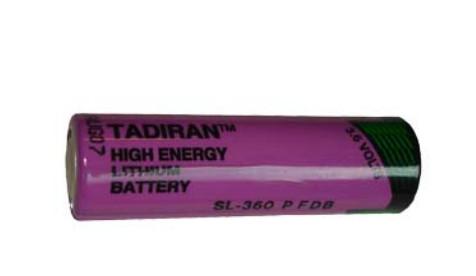 TADIRAN™
HIGH ENERGY
LITHIUM
BATTERY
SL-360 P FDB
3.6 VOLTS